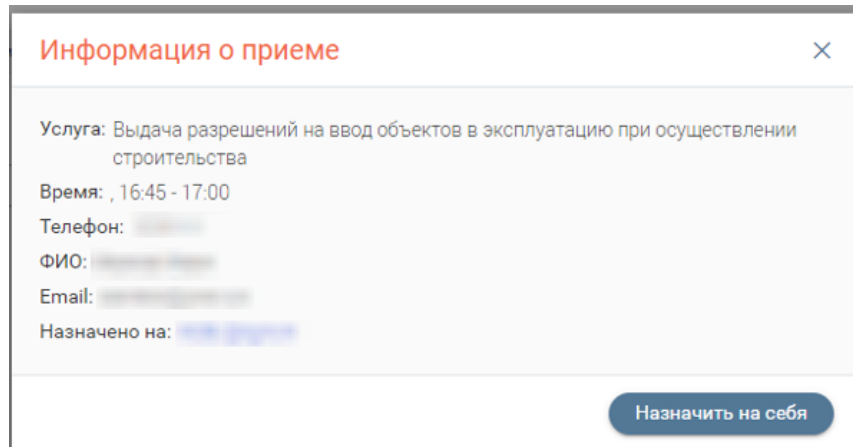 Информация о приеме
Услуга: Выдача разрешений на ввод объектов в эксплуатацию при осуществлении
строительства
Время: , 16:45 - 17:00
Телефон:
ФИО:
Email:
Назначено на:
Назначить на себя